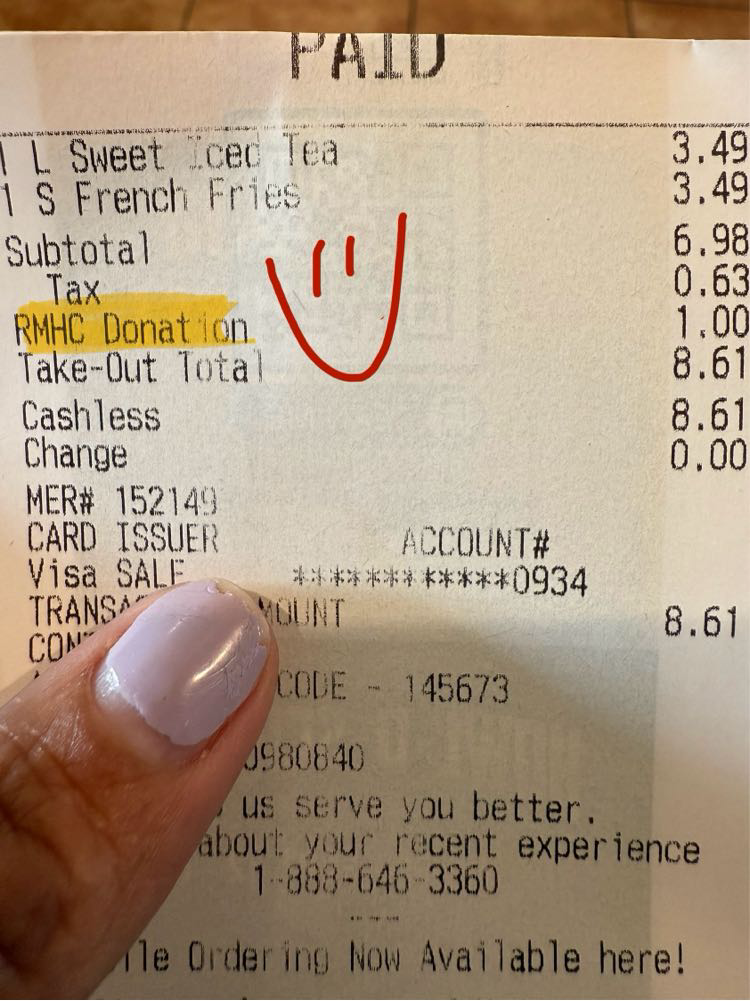 PAID
1 L Sweet Iced Tea 3.49
1 S French Fries 3.49
Subtotal 6.98
Tax 0.63
RMHC Donation 1.00
Take-Out Total 8.61
Cashless 8.61
Change 0.00
MER# 152149
CARD ISSUER ACCOUNT#
Visa SALE ************0934
8.61
CODE - 145673
0980840
us serve you better.
about your recent experience
1-888-646-3360
Ordering Now Available here!